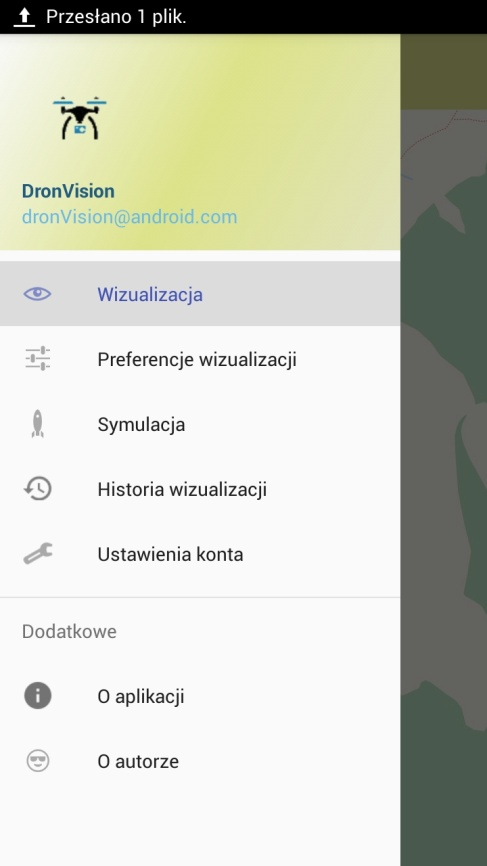 Przesłano 1 plik.
DronVision
dronVision@android.com
Wizualizacja
Preferencje wizualizacji
Symulacja
Historia wizualizacji
Ustawienia konta
Dodatkowe
O aplikacji
O autorze